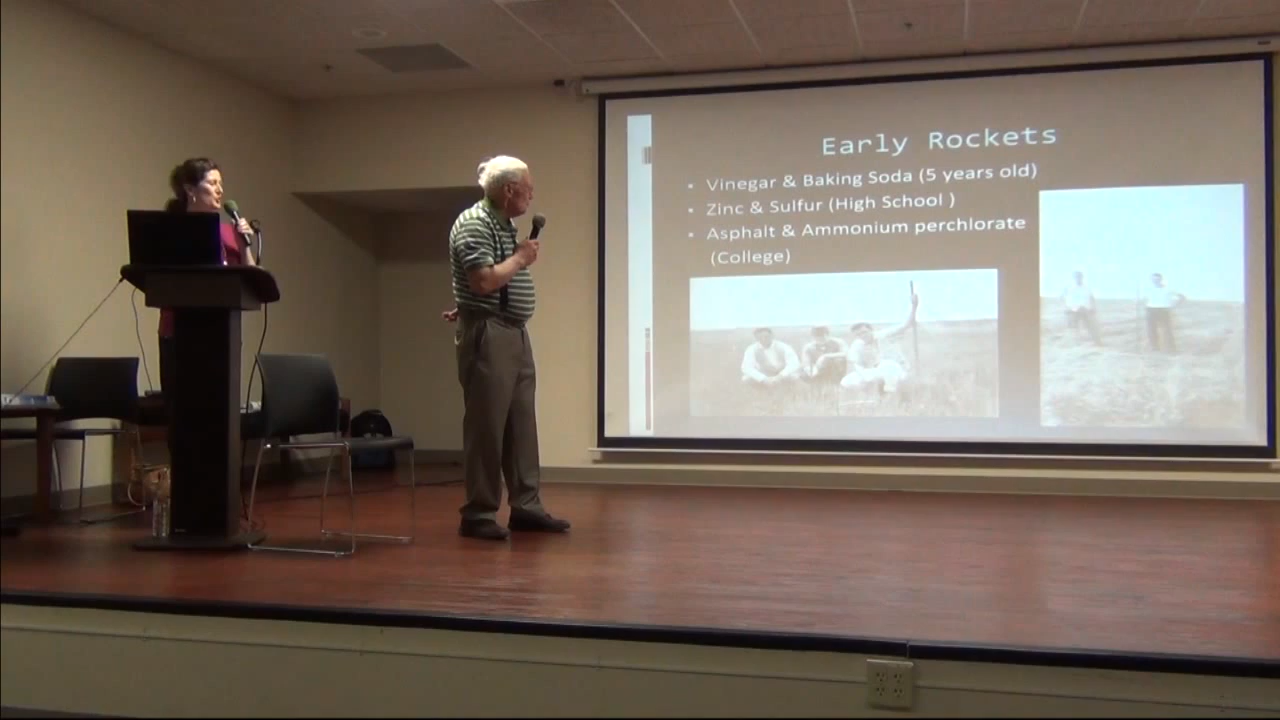 Early Rockets
• Vinegar & Baking Soda (5 years old)
• Zinc & Sulfur (High School )
• Asphalt & Ammonium perchlorate
(College)